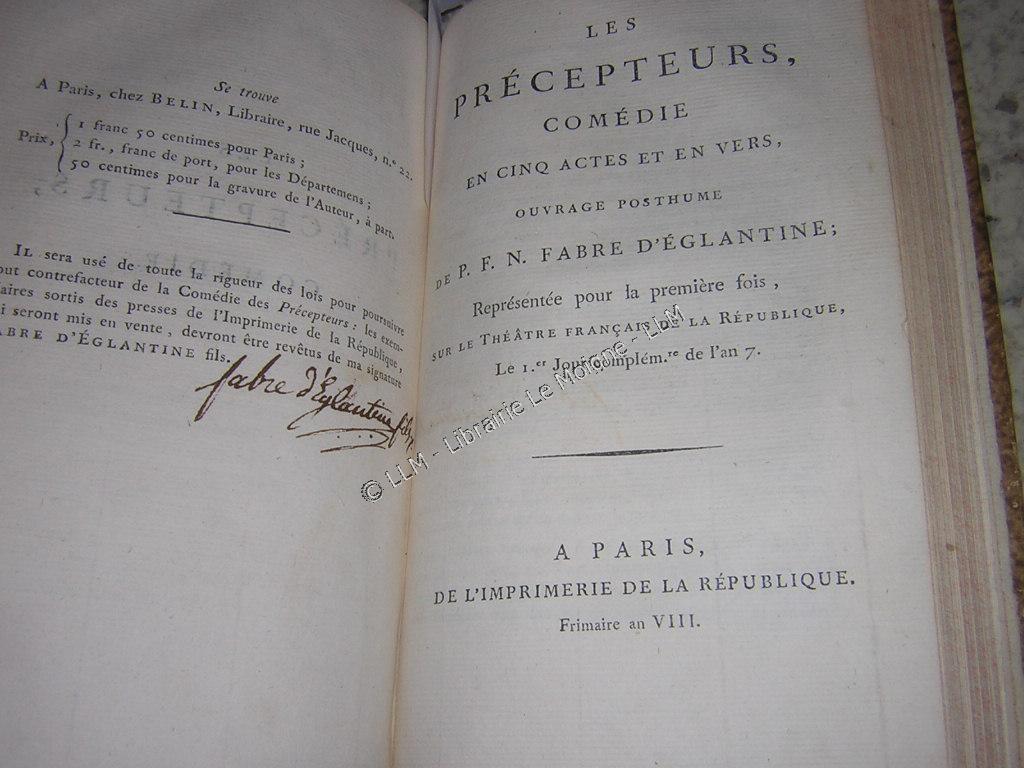 Se trouve
A Paris, chez BELIN, Libraire, rue Jacques, n.° 22.
Prix,
1 franc 50 centimes pour Paris;
2 fr., franc de port, pour les Départemens;
50 centimes pour la gravure de l'Auteur, à part.
IL sera usé de toute la rigueur des lois pour poursuivre
out contrefacteur de la Comédie des Précepteurs: les exem-
aires sortis des presses de l'Imprimerie de la République,
i seront mis en vente, devront être revêtus de ma signature
ABRE D'ÉGLANTINE fils.
fabre d'Églantine fils
LES
PRÉCEPTEURS,
COMÉDIE
EN CINQ ACTES ET EN VERS,
OUVRAGE POSTHUME
DE P. F. N. FABRE D'ÉGLANTINE;
Représentée pour la première fois,
SUR LE THÉÂTRE FRANÇAIS DE LA RÉPUBLIQUE,
Le 1.er Jour complém.re de l'an 7.
A PARIS,
DE L'IMPRIMERIE DE LA RÉPUBLIQUE.
Frimaire an VIII.
© LLM - Librairie Le Moigne - LLM